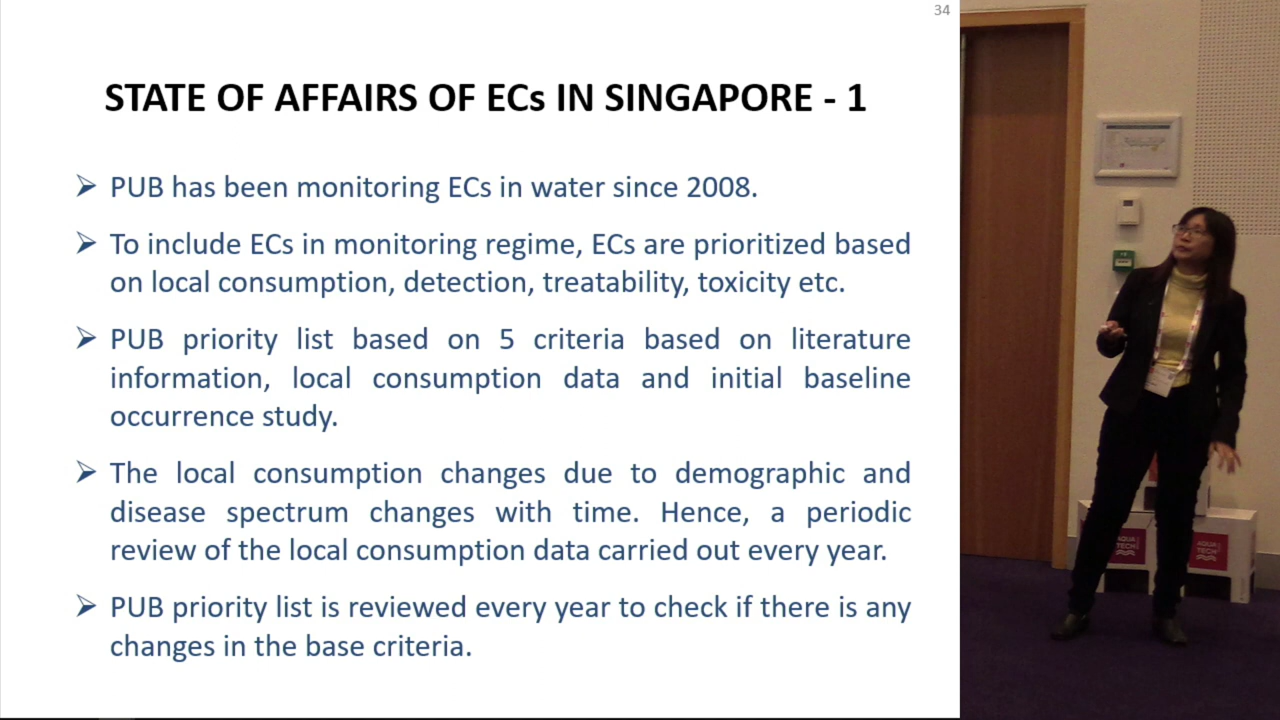 34
STATE OF AFFAIRS OF ECs IN SINGAPORE - 1
➢ PUB has been monitoring ECs in water since 2008.
➢ To include ECs in monitoring regime, ECs are prioritized based
on local consumption, detection, treatability, toxicity etc.
➢ PUB priority list based on 5 criteria based on literature
information, local consumption data and initial baseline
occurrence study.
➢ The local consumption changes due to demographic and
disease spectrum changes with time. Hence, a periodic
review of the local consumption data carried out every year.
➢ PUB priority list is reviewed every year to check if there is any
changes in the base criteria.
AQUA
TECH
AQUA
TECH